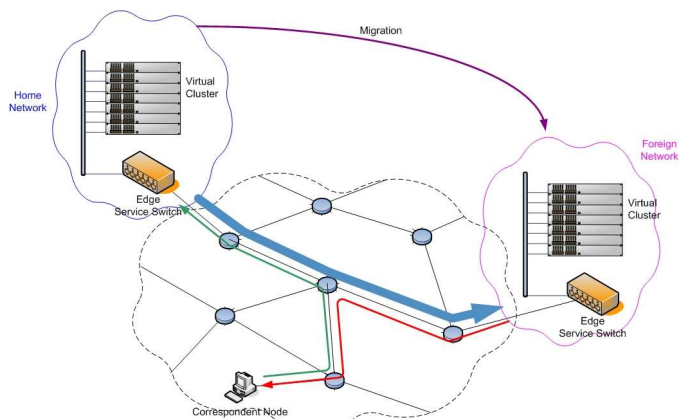 Migration
Home
Network
Virtual
Cluster
Edge
Service Switch
Foreign
Network
Virtual
Cluster
Edge
Service Switch
Correspondent Node